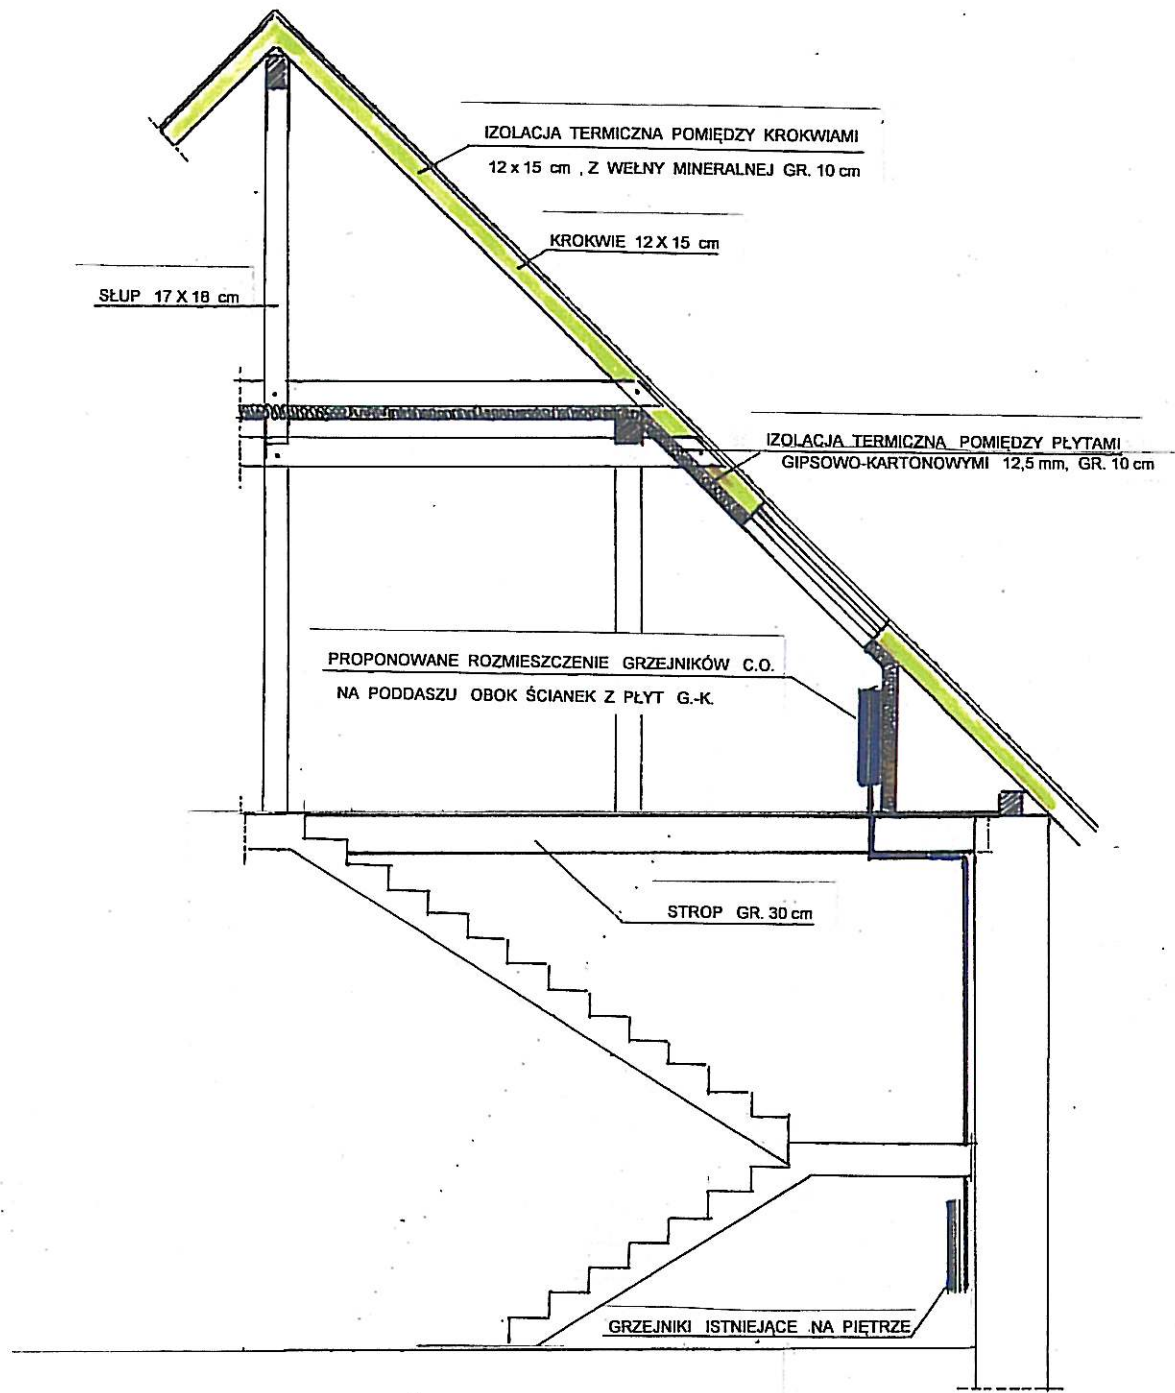 IZOLACJA TERMICZNA POMIĘDZY KROKWIAMI
12 x 15 cm , Z WEŁNY MINERALNEJ GR. 10 cm
KROKWIE 12 X 15 cm
SŁUP 17 X 18 cm
IZOLACJA TERMICZNA POMIĘDZY PŁYTAMI
GIPSOWO-KARTONOWYMI 12,5 mm, GR. 10 cm
PROPONOWANE ROZMIESZCZENIE GRZEJNIKÓW C.O.
NA PODDASZU OBOK ŚCIANEK Z PŁYT G.-K.
STROP GR. 30 cm
GRZEJNIKI ISTNIEJĄCE NA PIĘTRZE